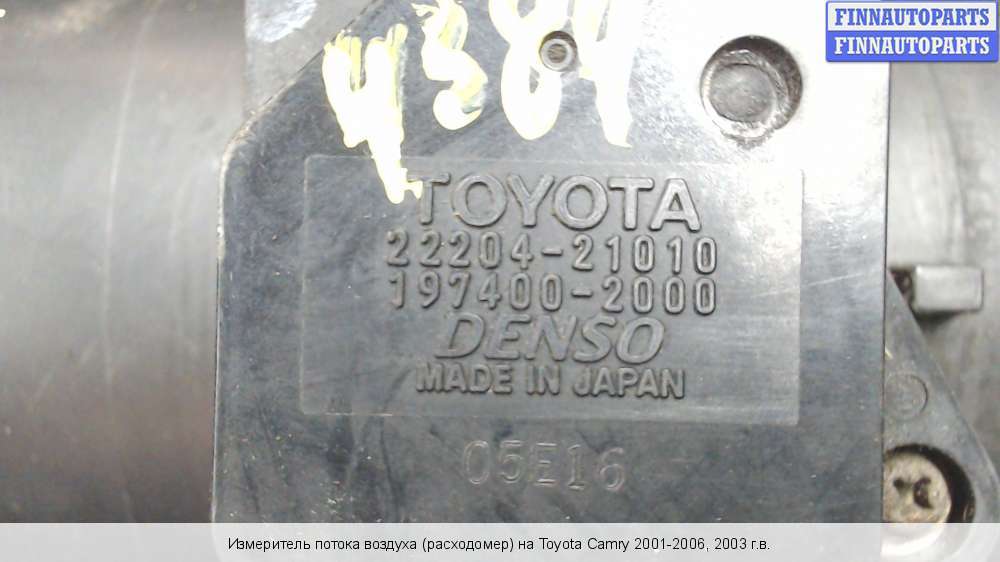 FINNAUTOPARTS
FINNAUTOPARTS
4384
TOYOTA
22204-21010
197400-2000
DENSO
MADE IN JAPAN
05E16
Измеритель потока воздуха (расходомер) на Toyota Camry 2001-2006, 2003 г.в.